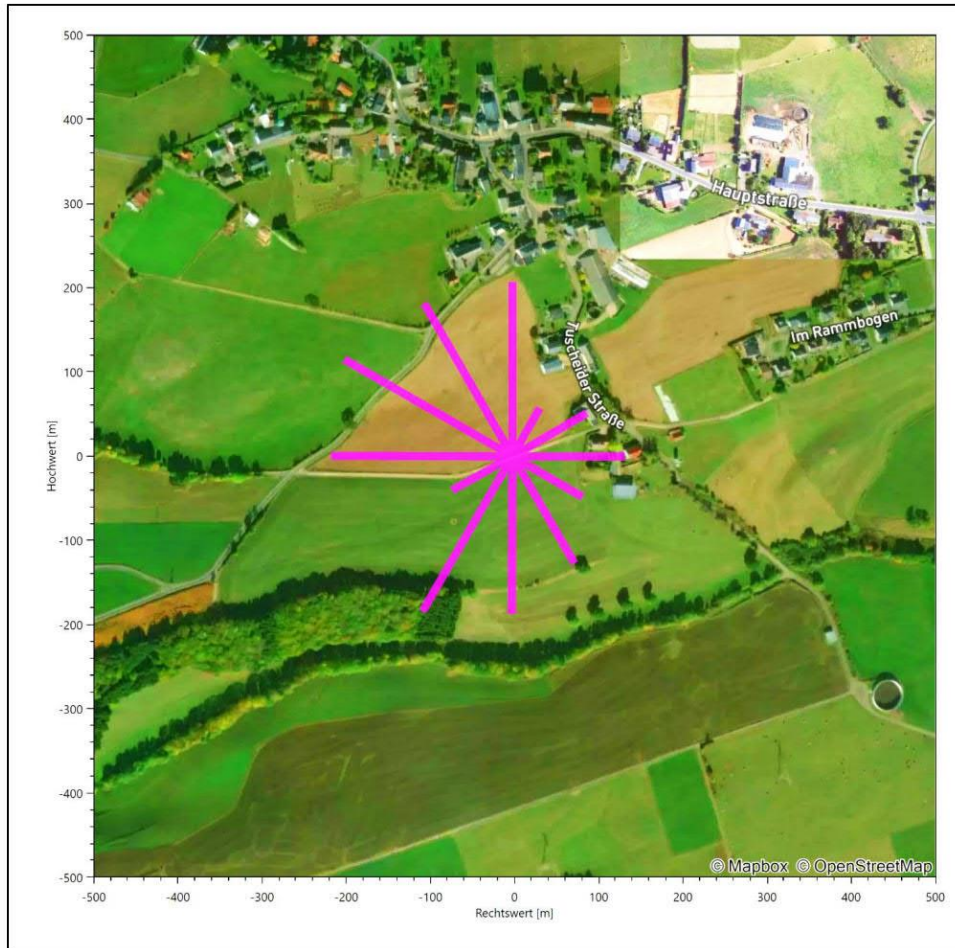 500
400
300
200
100
0
-100
-200
-300
-400
-500
Hochwert [m]
Hauptstraße
Im Rammbogen
Tuscheider Straße
© Mapbox © OpenStreetMap
-500 -400 -300 -200 -100 0 100 200 300 400 500
Rechtswert [m]